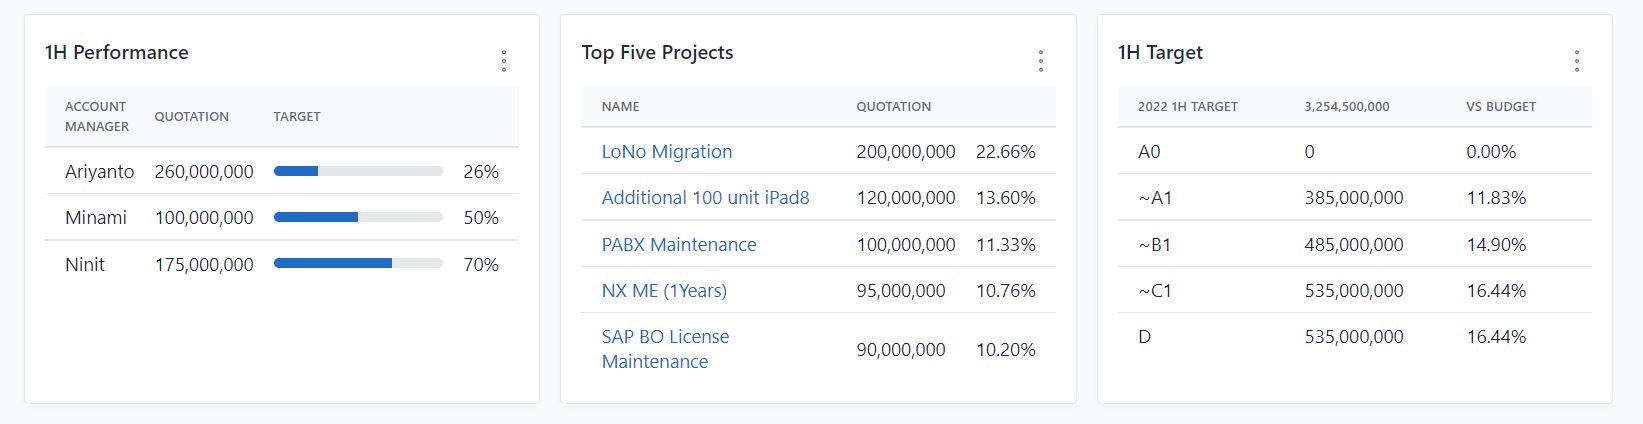 1H Performance
ACCOUNT MANAGER QUOTATION TARGET
Ariyanto 260,000,000 26%
Minami 100,000,000 50%
Ninit 175,000,000 70%
Top Five Projects
NAME QUOTATION
LoNo Migration 200,000,000 22.66%
Additional 100 unit iPad8 120,000,000 13.60%
PABX Maintenance 100,000,000 11.33%
NX ME (1Years) 95,000,000 10.76%
SAP BO License
Maintenance 90,000,000 10.20%
1H Target
2022 1H TARGET 3,254,500,000 VS BUDGET
A0 0 0.00%
~A1 385,000,000 11.83%
~B1 485,000,000 14.90%
~C1 535,000,000 16.44%
D 535,000,000 16.44%